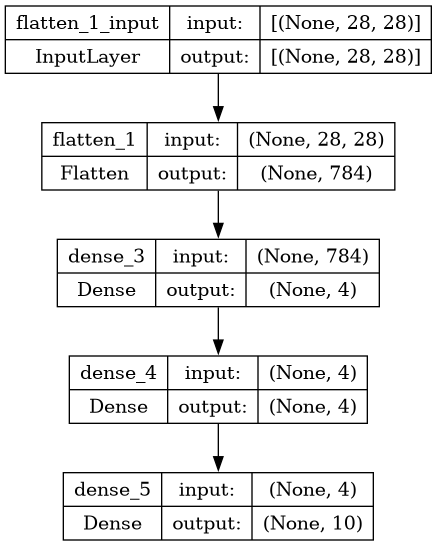 flatten_1_input input: [(None, 28, 28)]
InputLayer output: [(None, 28, 28)]
flatten_1 input: (None, 28, 28)
Flatten output: (None, 784)
dense_3 input: (None, 784)
Dense output: (None, 4)
dense_4 input: (None, 4)
Dense output: (None, 4)
dense_5 input: (None, 4)
Dense output: (None, 10)